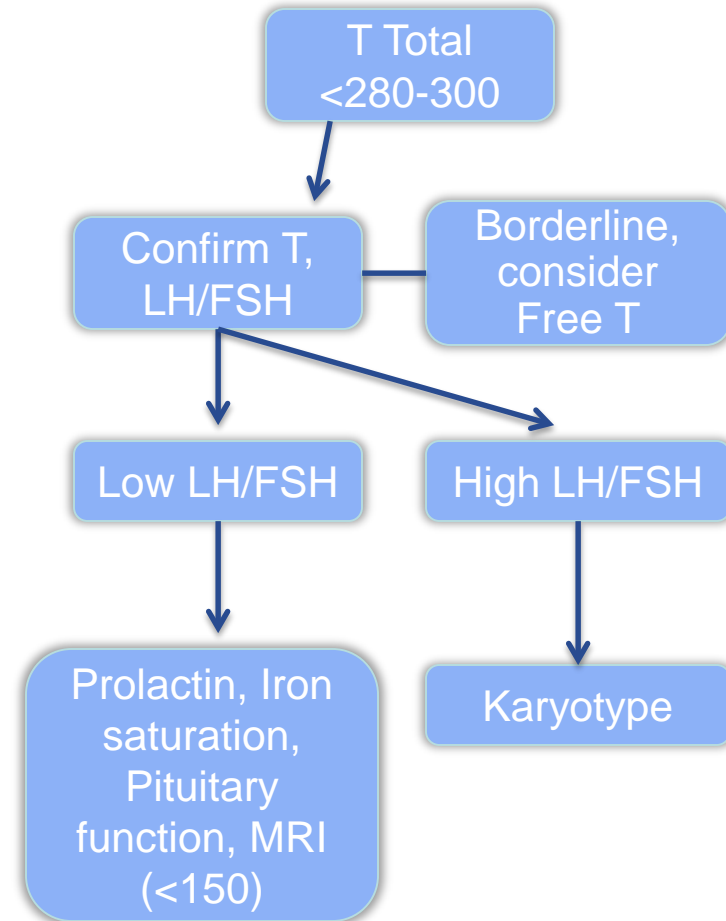 T Total
<280-300
Confirm T,
LH/FSH
Borderline,
consider
Free T
Low LH/FSH
High LH/FSH
Prolactin, Iron
saturation,
Pituitary
function, MRI
(<150)
Karyotype